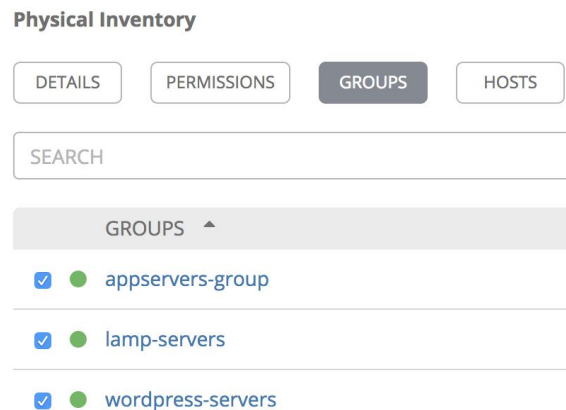 Physical Inventory
DETAILS PERMISSIONS GROUPS HOSTS
SEARCH
GROUPS
appservers-group
lamp-servers
wordpress-servers